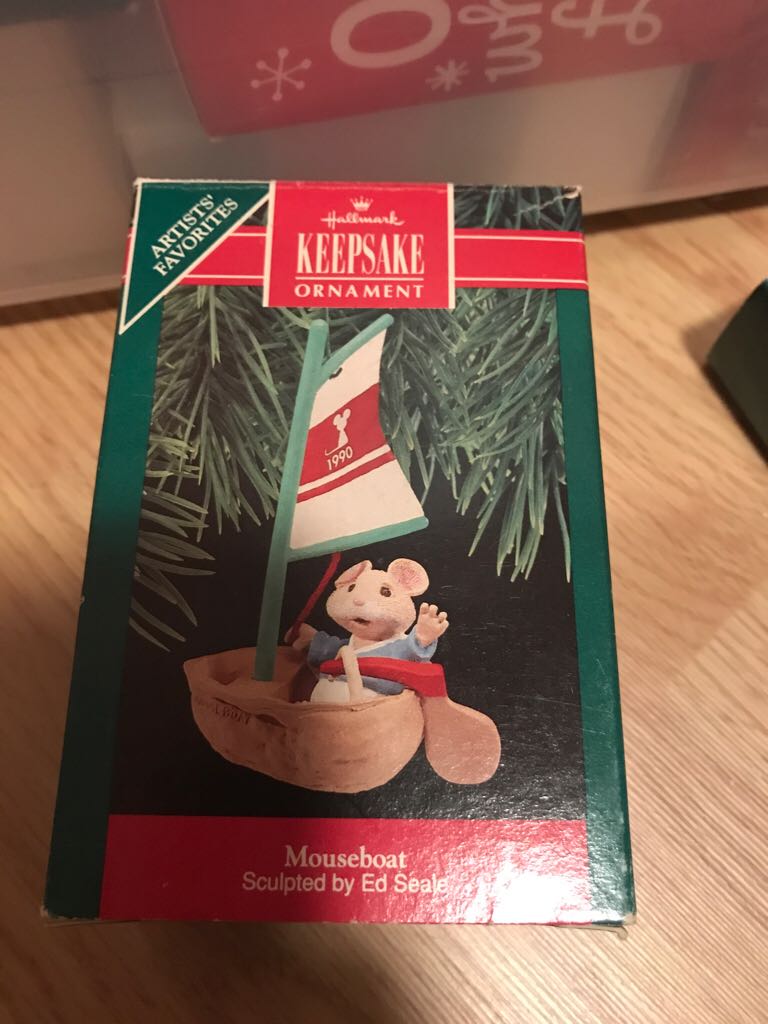 ARTISTS'
FAVORITES
Hallmark
KEEPSAKE
ORNAMENT
1990
Mouseboat
Sculpted by Ed Seale